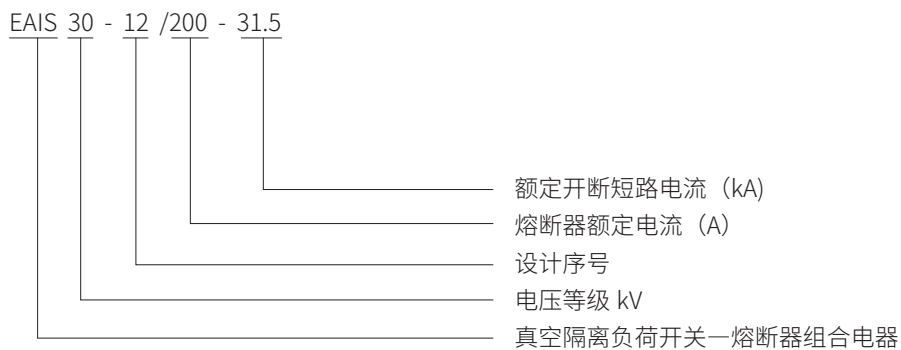 EAIS 30 - 12 /200 - 31.5
额定开断短路电流（kA)
熔断器额定电流（A）
设计序号
电压等级 kV
真空隔离负荷开关—熔断器组合电器